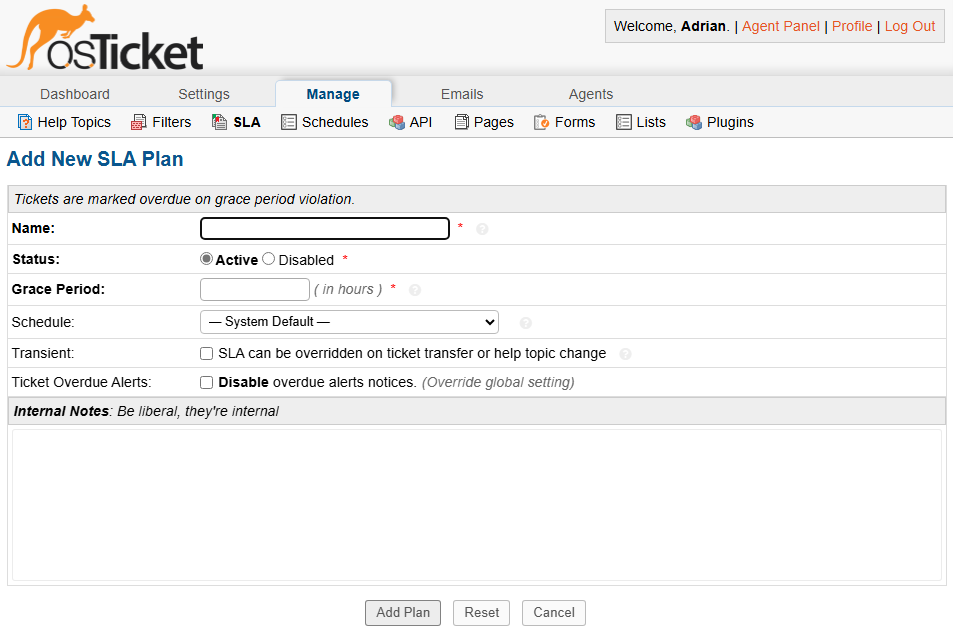 osTicket
Welcome, Adrian. | Agent Panel | Profile | Log Out
Dashboard Settings Manage Emails Agents
Help Topics Filters SLA Schedules API Pages Forms Lists Plugins
Add New SLA Plan
Tickets are marked overdue on grace period violation.
Name: * ?
Status: Active Disabled *
Grace Period: ( in hours ) * ?
Schedule: — System Default — ?
Transient: SLA can be overridden on ticket transfer or help topic change ?
Ticket Overdue Alerts: Disable overdue alerts notices. (Override global setting)
Internal Notes: Be liberal, they're internal
Add Plan Reset Cancel